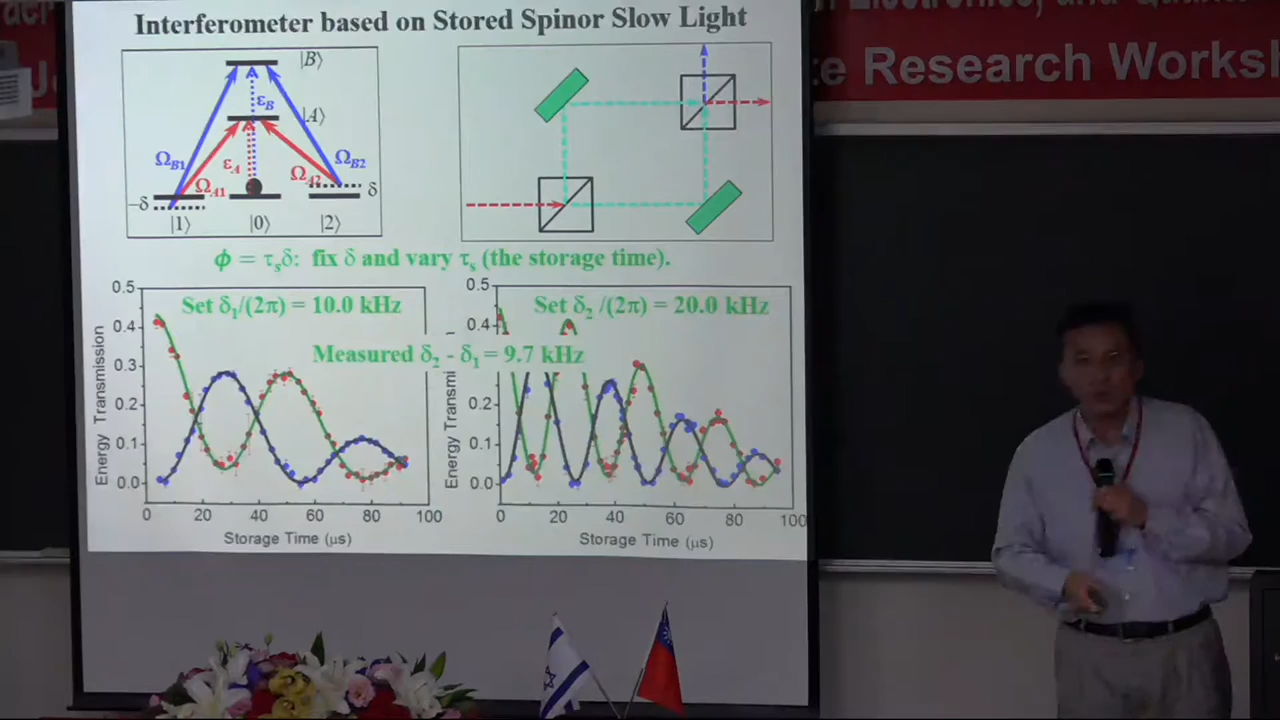 Interferometer based on Stored Spinor Slow Light
te Research Works
|B⟩
ε_B
|A⟩
Ω_B1
ε_A
Ω_B2
Ω_A1
Ω_A2
−δ
δ
|1⟩ |0⟩ |2⟩
ϕ = τ_sδ: fix δ and vary τ_s (the storage time).
0.5
0.4
0.3
0.2
0.1
0.0
Energy Transmission
Set δ_1/(2π) = 10.0 kHz
0 20 40 60 80 100
Storage Time (μs)
Measured δ_2 - δ_1 = 9.7 kHz
0.5
0.4
0.2
0.1
0.0
Energy Transmi
Set δ_2 /(2π) = 20.0 kHz
0 20 40 60 80 100
Storage Time (μs)